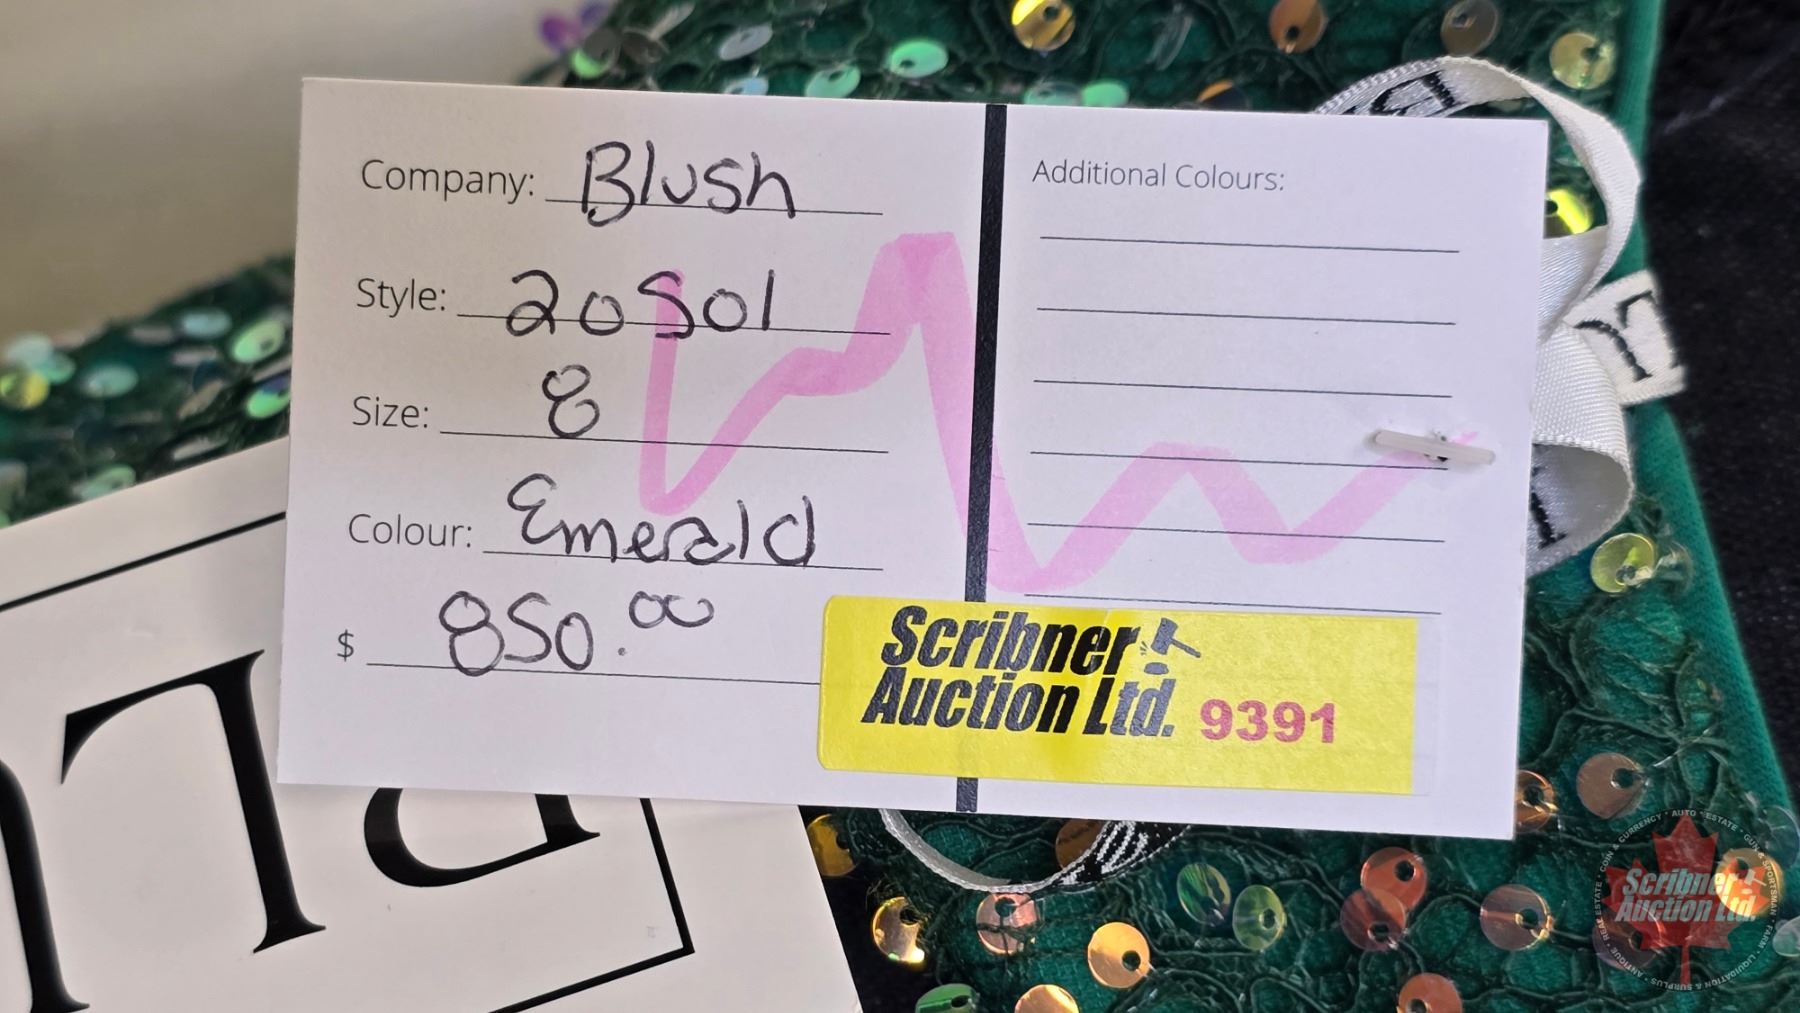 Company: Blush
Style: 20501
Size: 8
Colour: Emerald
$ 850.00
Additional Colours:
Scribner
Auction Ltd. 9391
Scribner
Auction Ltd.